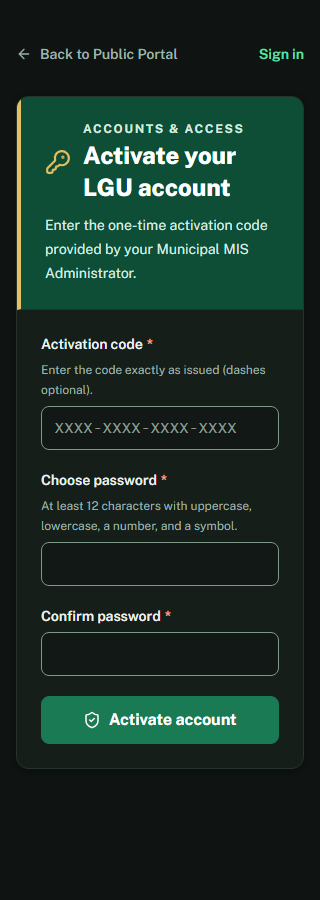 Back to Public Portal
Sign in
ACCOUNTS & ACCESS
Activate your
LGU account
Enter the one-time activation code
provided by your Municipal MIS
Administrator.
Activation code *
Enter the code exactly as issued (dashes
optional).
XXXX-XXXX-XXXX-XXXX
Choose password *
At least 12 characters with uppercase,
lowercase, a number, and a symbol.
Confirm password *
Activate account